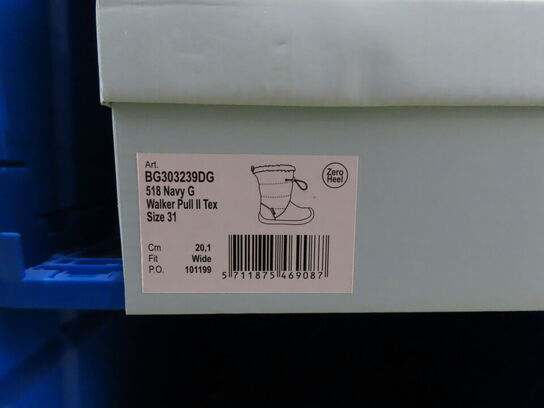 Art.
BG303239DG
518 Navy G
Walker Pull II Tex
Size 31
Zero
Heel
Cm 20,1
Fit Wide
P.O. 101199
5 711875 469087